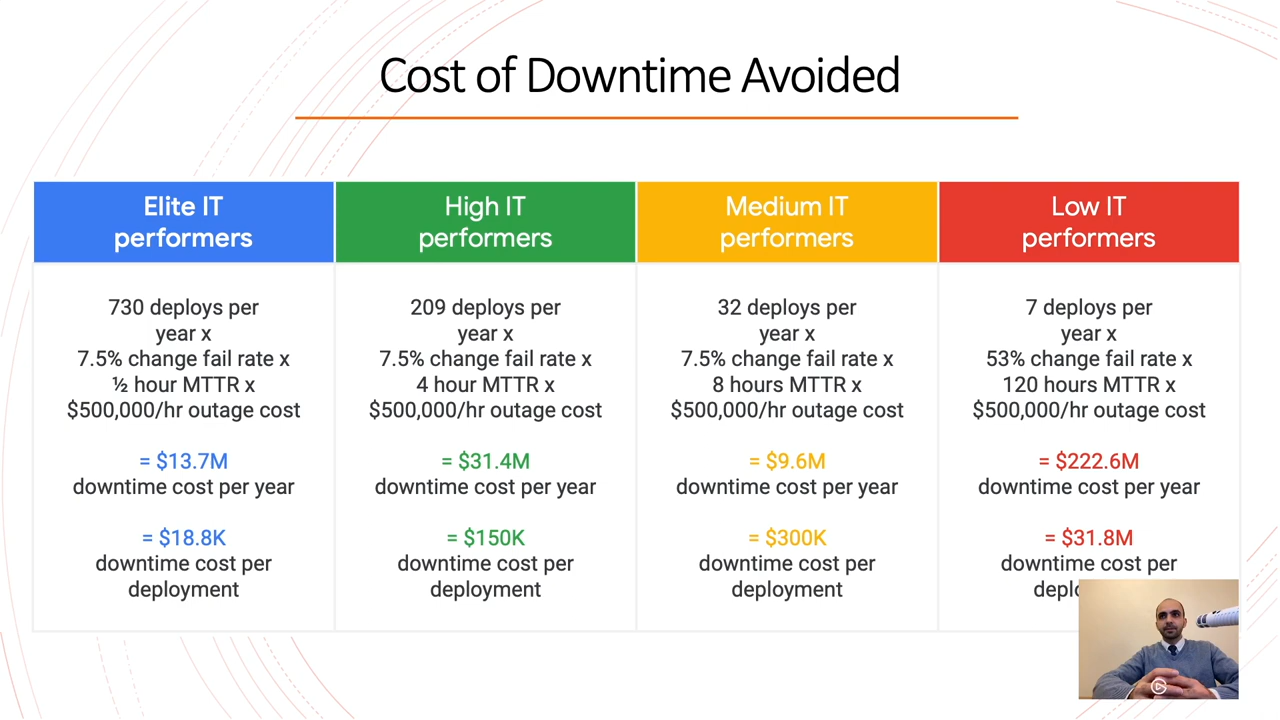 Cost of Downtime Avoided
Elite IT
performers
730 deploys per
year x
7.5% change fail rate x
½ hour MTTR x
$500,000/hr outage cost
= $13.7M
downtime cost per year
= $18.8K
downtime cost per
deployment
High IT
performers
209 deploys per
year x
7.5% change fail rate x
4 hour MTTR x
$500,000/hr outage cost
= $31.4M
downtime cost per year
= $150K
downtime cost per
deployment
Medium IT
performers
32 deploys per
year x
7.5% change fail rate x
8 hours MTTR x
$500,000/hr outage cost
= $9.6M
downtime cost per year
= $300K
downtime cost per
deployment
Low IT
performers
7 deploys per
year x
53% change fail rate x
120 hours MTTR x
$500,000/hr outage cost
= $222.6M
downtime cost per year
= $31.8M
downtime cost per